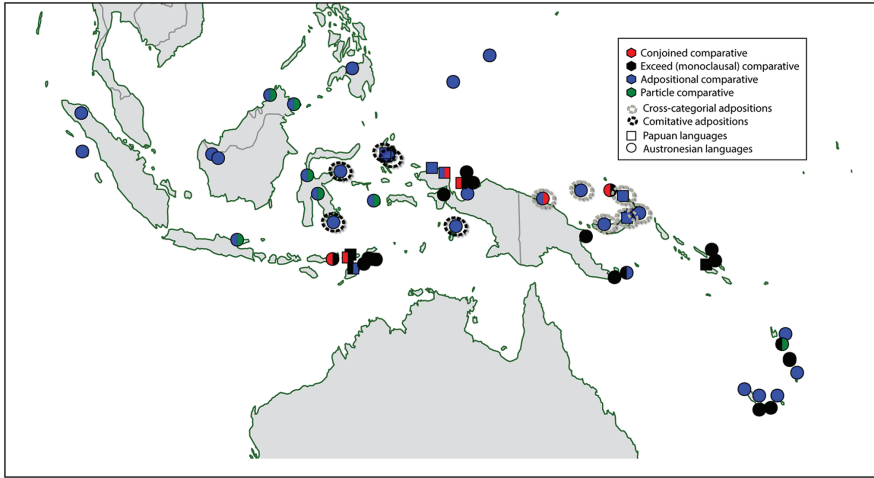 Conjoined comparative
Exceed (monoclausal) comparative
Adpositional comparative
Particle comparative
Cross-categorial adpositions
Comitative adpositions
Papuan languages
Austronesian languages